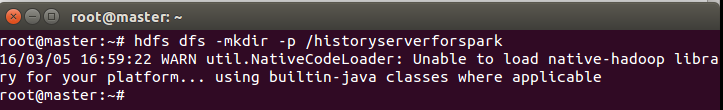 root@master: ~
root@master:~# hdfs dfs -mkdir -p /historyserverforspark
16/03/05 16:59:22 WARN util.NativeCodeLoader: Unable to load native-hadoop libra
ry for your platform... using builtin-java classes where applicable
root@master:~#